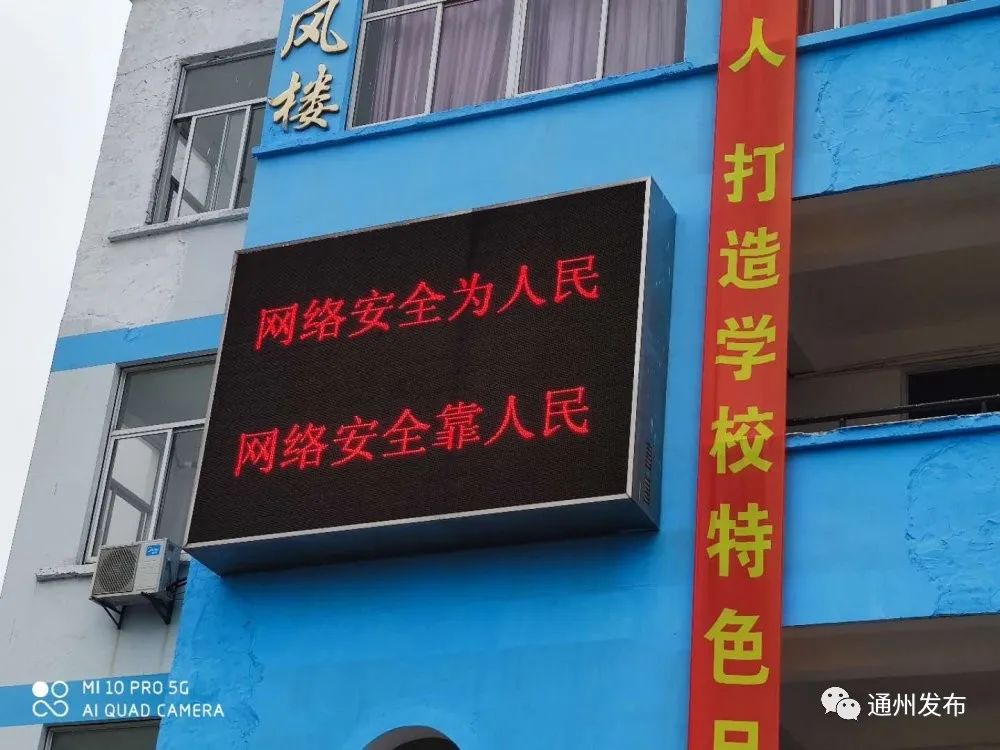 风楼
网络安全为人民
网络安全靠人民
人打造学校特色
MI 10 PRO 5G
AI QUAD CAMERA
通州发布